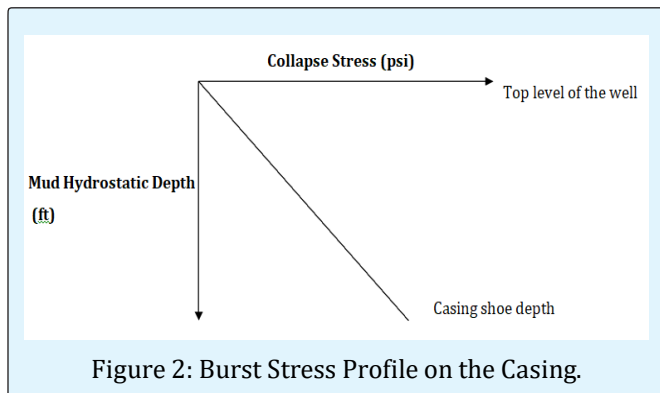 Collapse Stress (psi)
Top level of the well
Mud Hydrostatic Depth
(ft)
Casing shoe depth
Figure 2: Burst Stress Profile on the Casing.